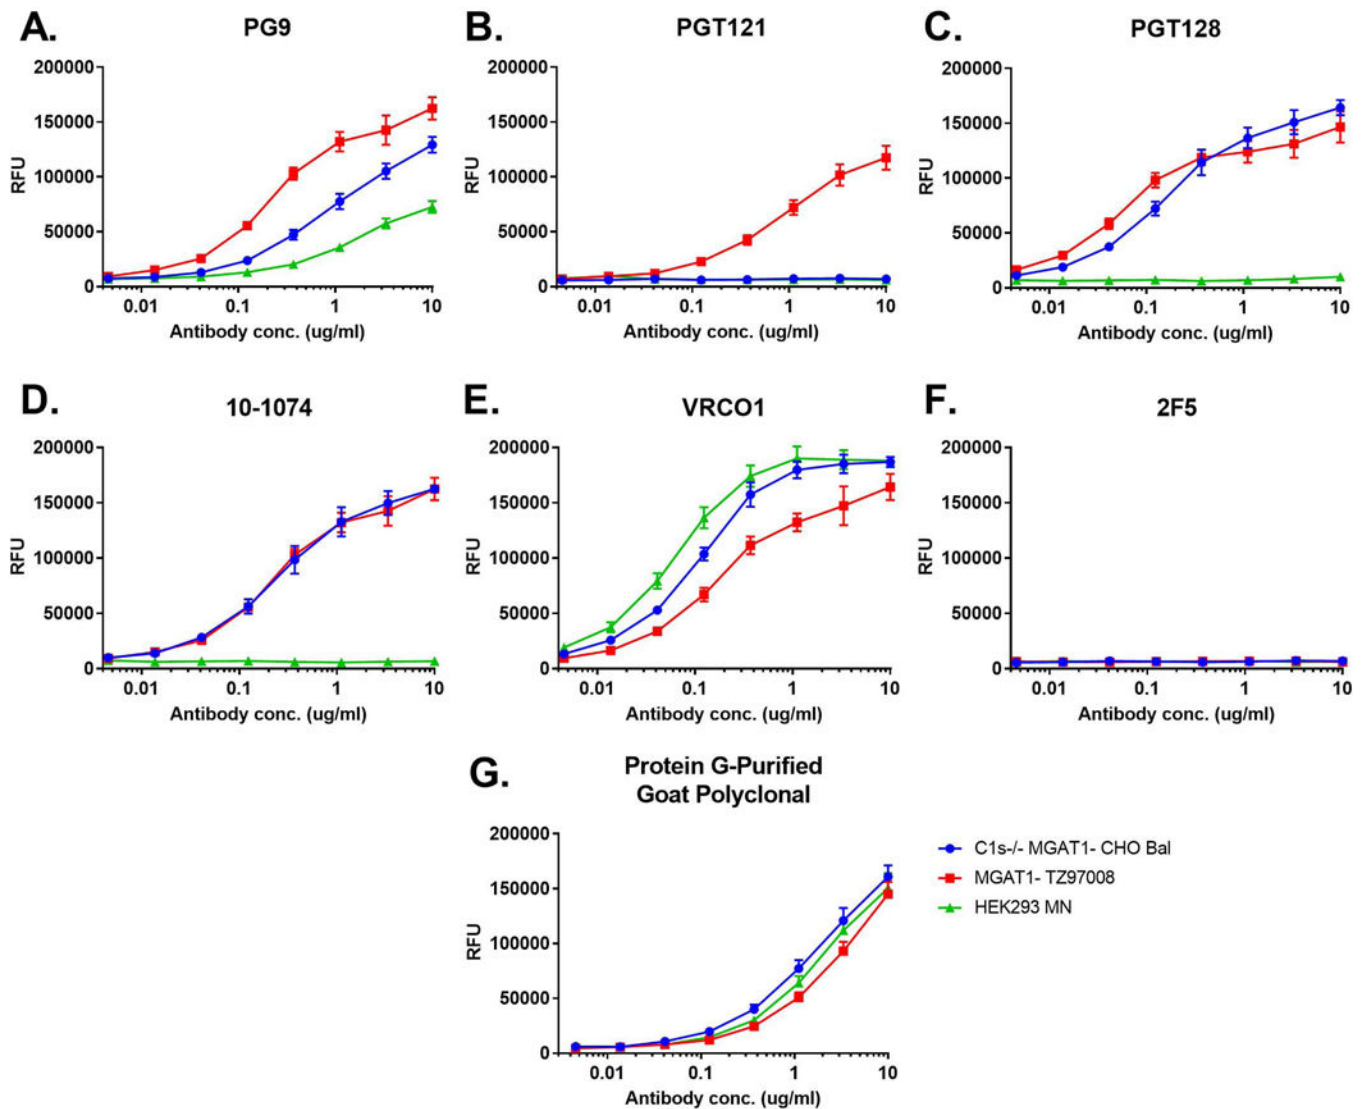 A.
PG9
200000
150000
100000
50000
0
RFU
0.01
0.1
1
10
Antibody conc. (ug/ml)
B.
PGT121
200000
150000
100000
50000
0
RFU
0.01
0.1
1
10
Antibody conc. (ug/ml)
C.
PGT128
200000
150000
100000
50000
0
RFU
0.01
0.1
1
10
Antibody conc. (ug/ml)
D.
10-1074
200000
150000
100000
50000
0
RFU
0.01
0.1
1
10
Antibody conc. (ug/ml)
E.
VRCO1
200000
150000
100000
50000
0
RFU
0.01
0.1
1
10
Antibody conc. (ug/ml)
F.
2F5
200000
150000
100000
50000
0
RFU
0.01
0.1
1
10
Antibody conc. (ug/ml)
G.
Protein G-Purified
Goat Polyclonal
200000
150000
100000
50000
0
RFU
0.01
0.1
1
10
Antibody conc. (ug/ml)
C1s-/- MGAT1- CHO Bal
MGAT1- TZ97008
HEK293 MN